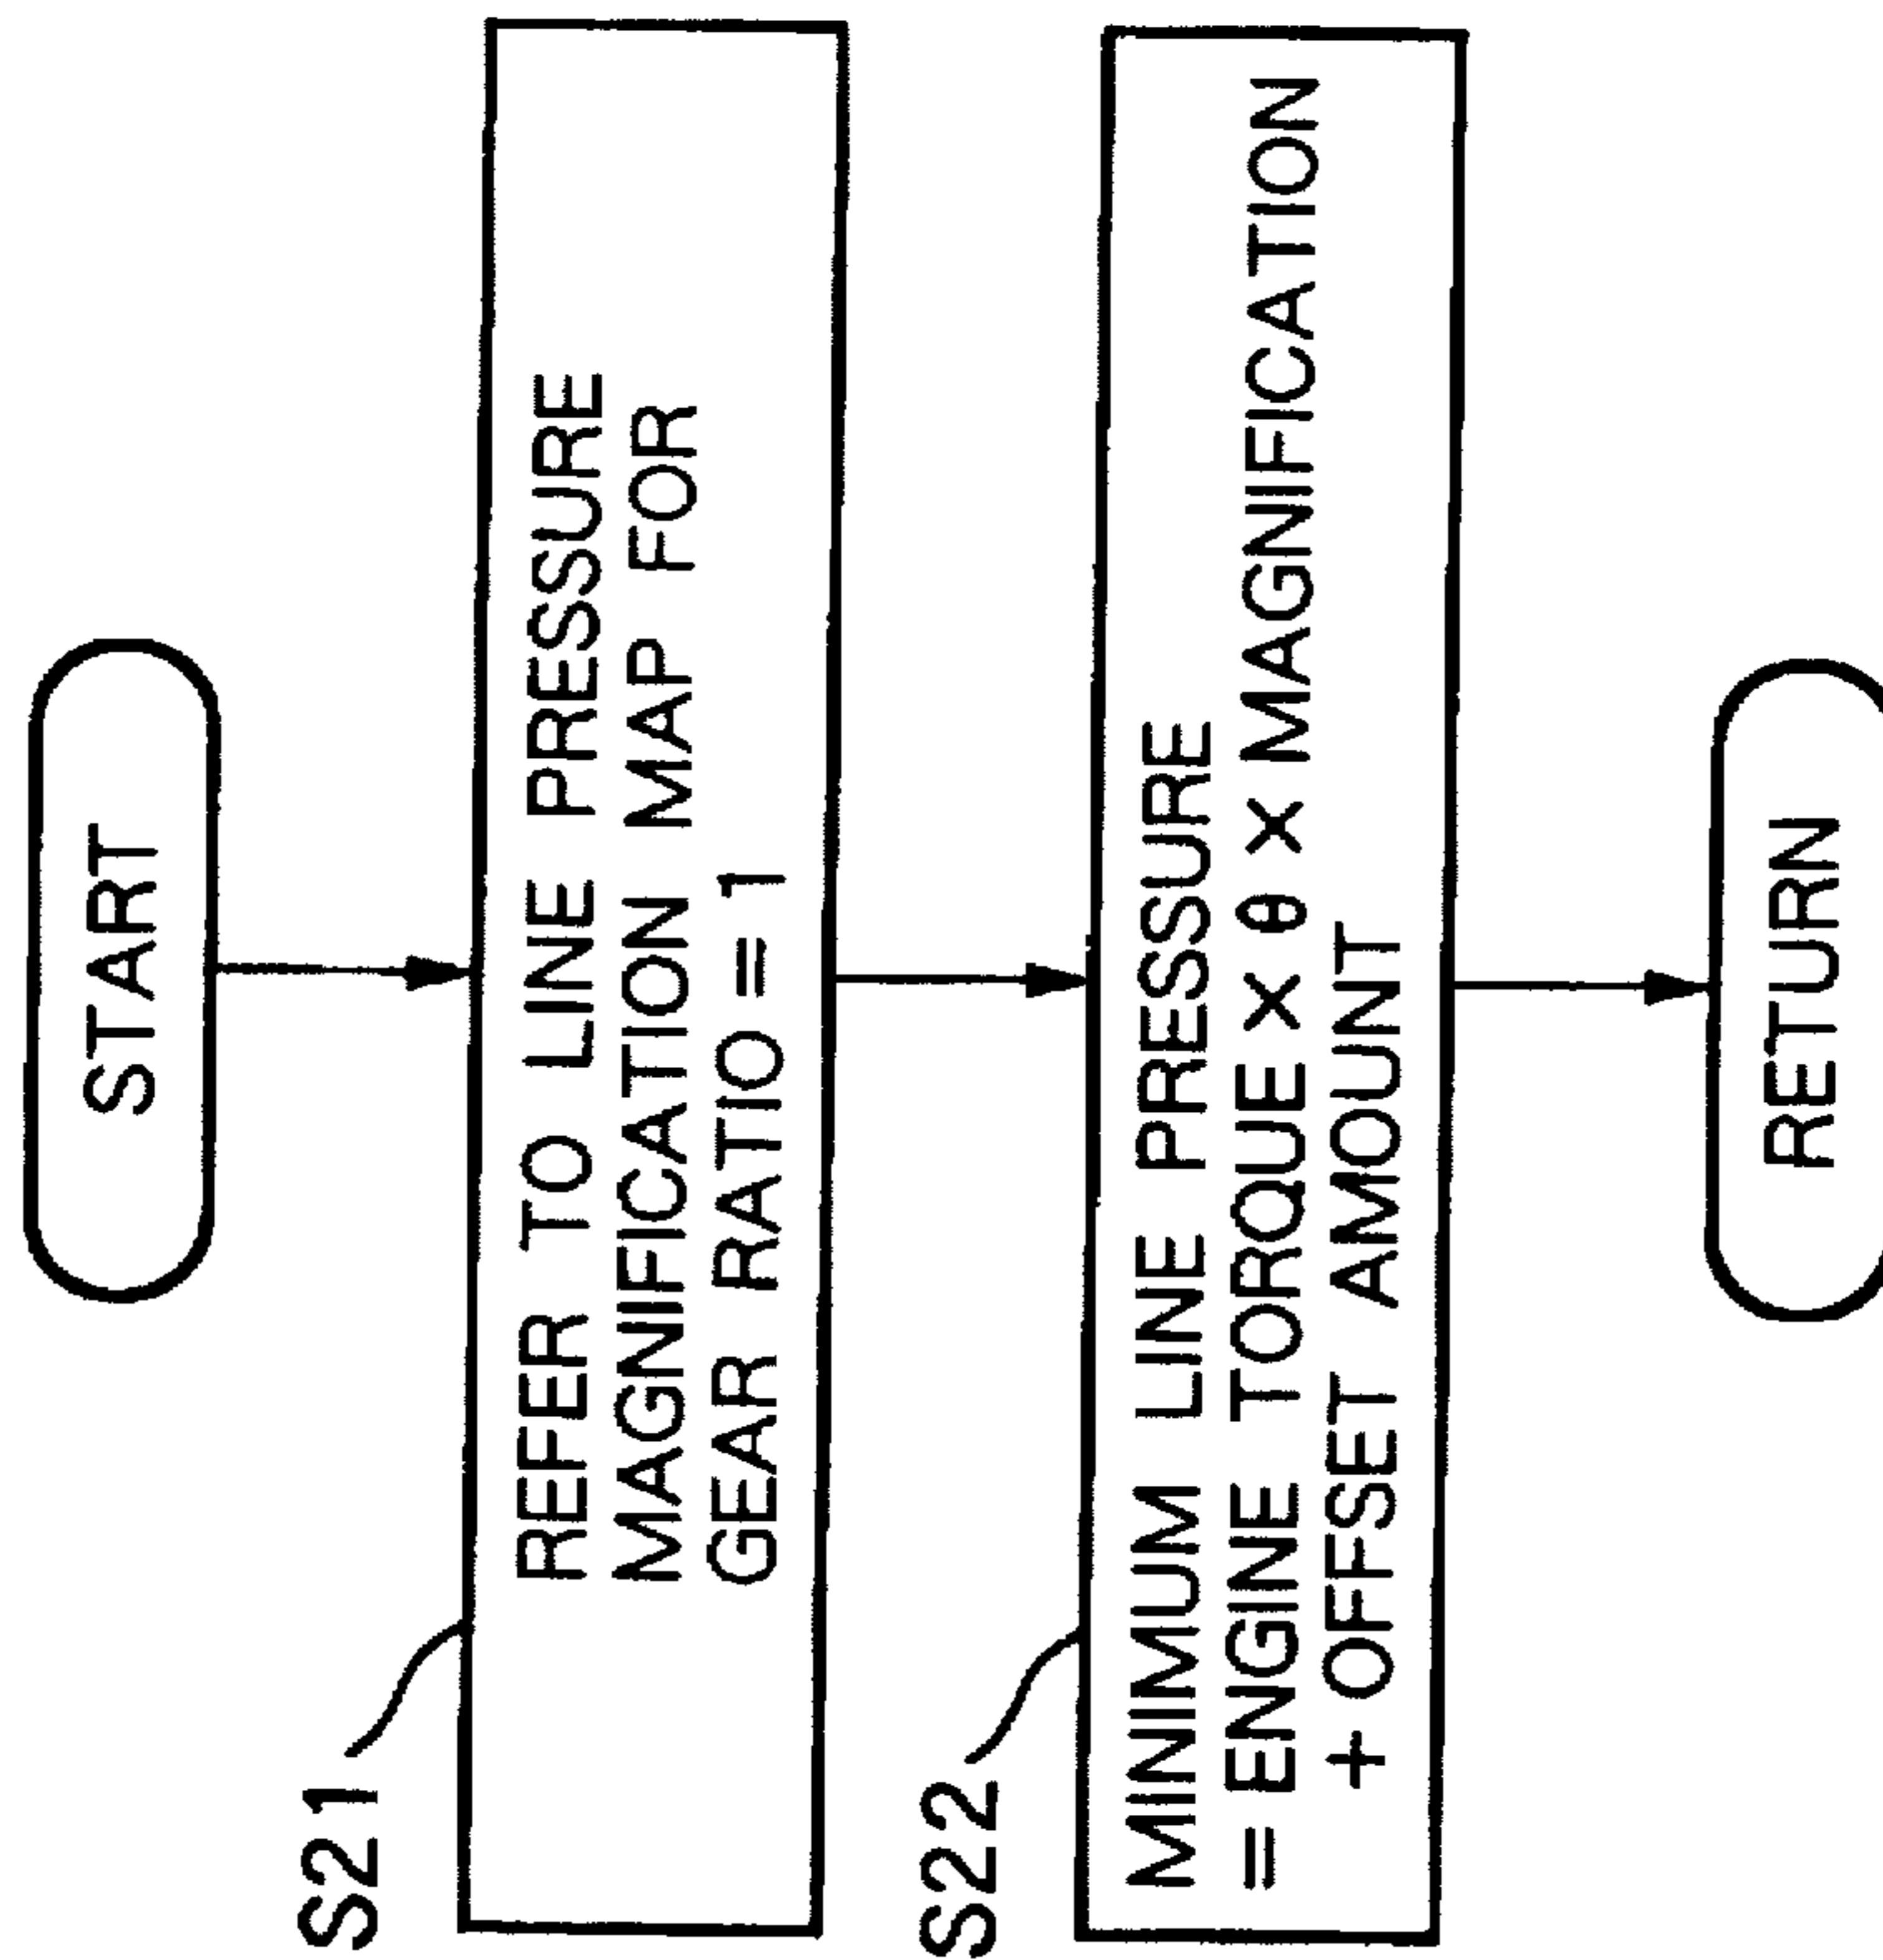 START
S21
REFER TO LINE PRESSURE
MAGNIFICATION MAP FOR
GEAR RATIO = 1
S22
MINIMUM LINE PRESSURE
= ENGINE TORQUE x θ x MAGNIFICATION
+ OFFSET AMOUNT
RETURN